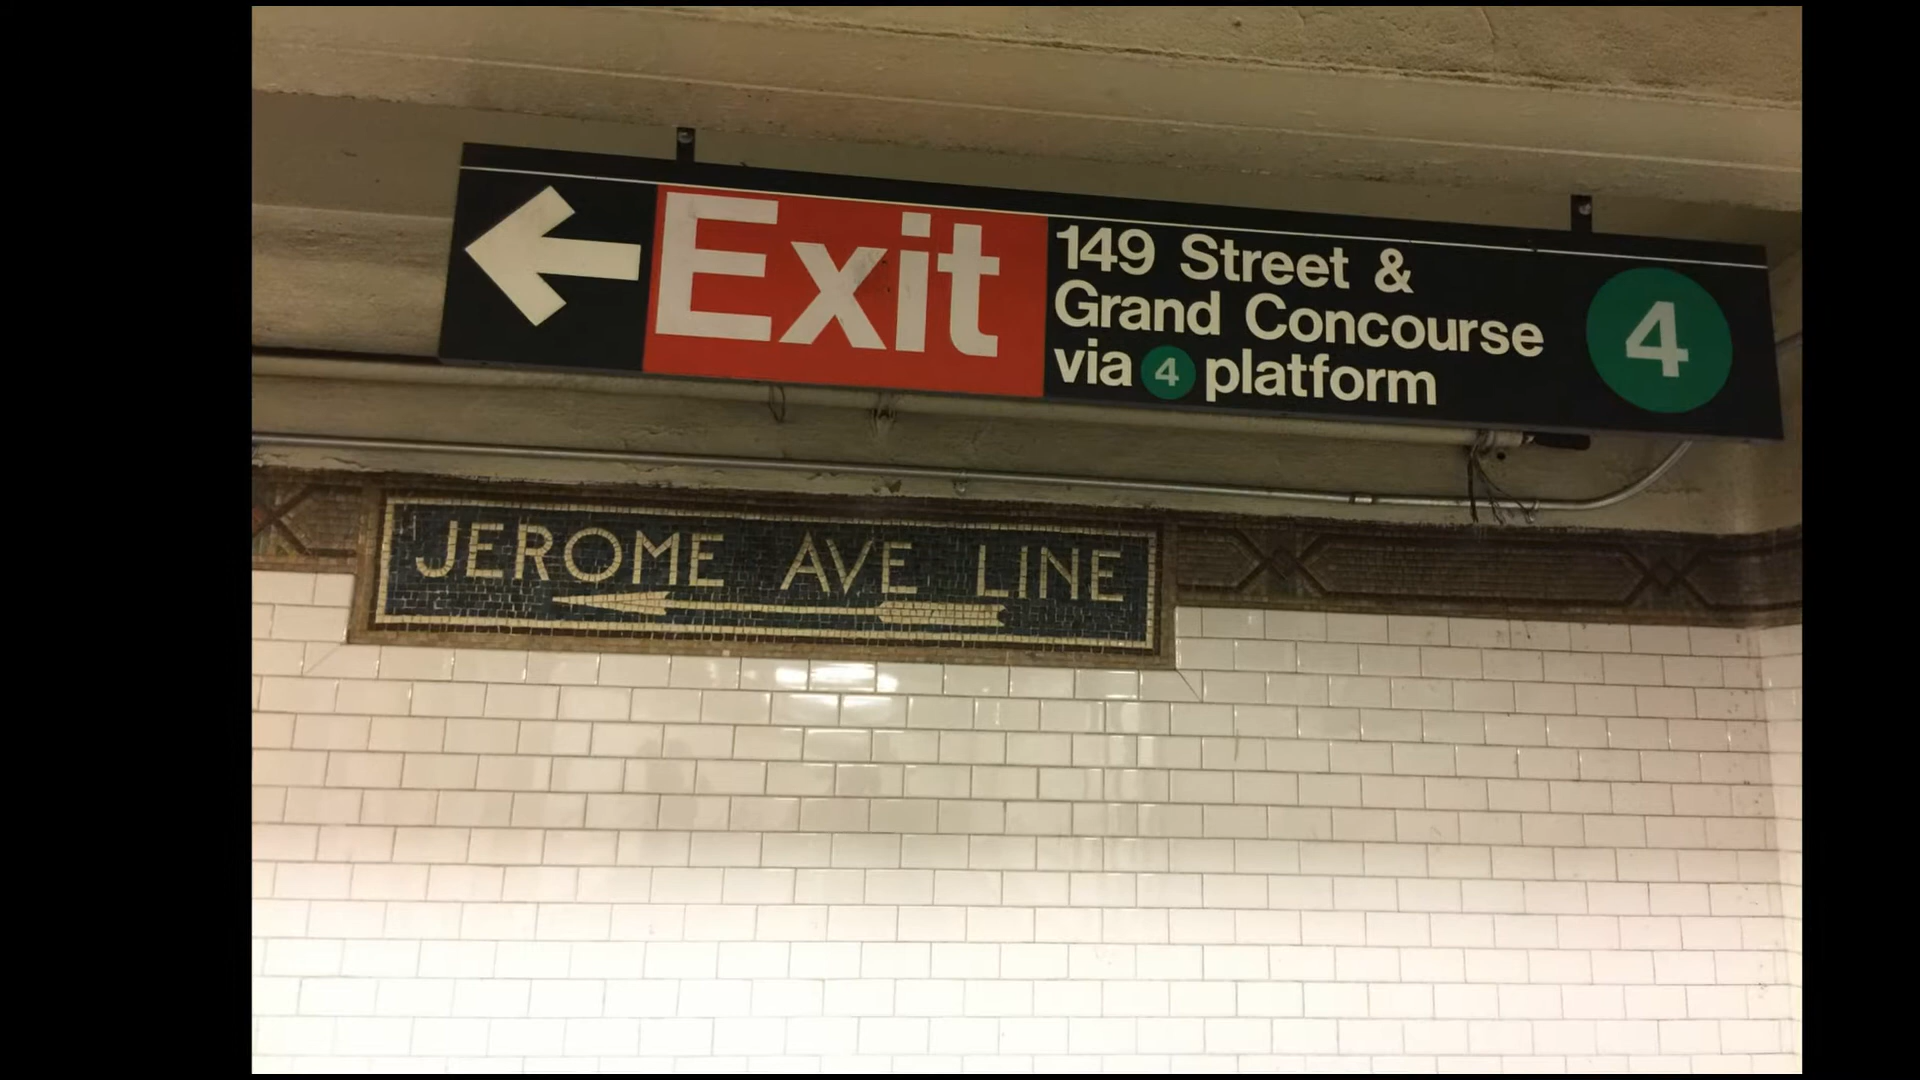 Exit
149 Street &
Grand Concourse
via 4 platform
4
JEROME AVE LINE